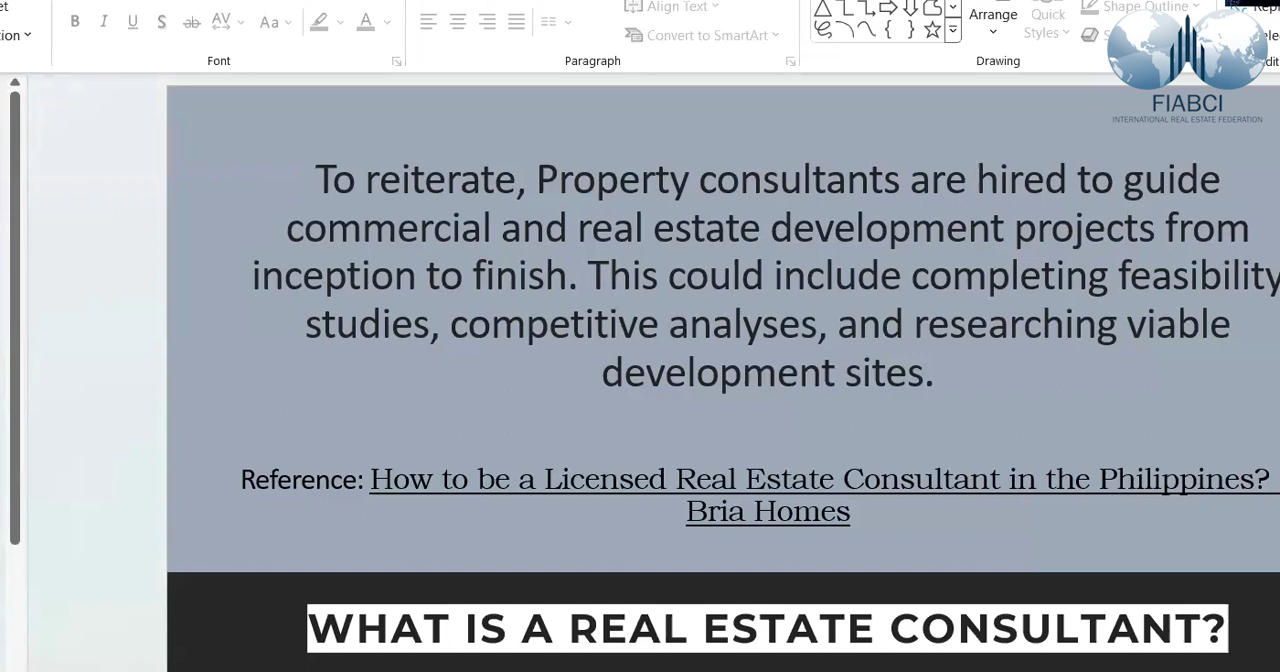 B I U S ab AV Aa A
Align Text
Convert to SmartArt
Arrange
Quick
Styles
Shape Outline
Font
Paragraph
Drawing
FIABCI
INTERNATIONAL REAL ESTATE FEDERATION
To reiterate, Property consultants are hired to guide
commercial and real estate development projects from
inception to finish. This could include completing feasibility
studies, competitive analyses, and researching viable
development sites.
Reference: How to be a Licensed Real Estate Consultant in the Philippines?
Bria Homes
WHAT IS A REAL ESTATE CONSULTANT?